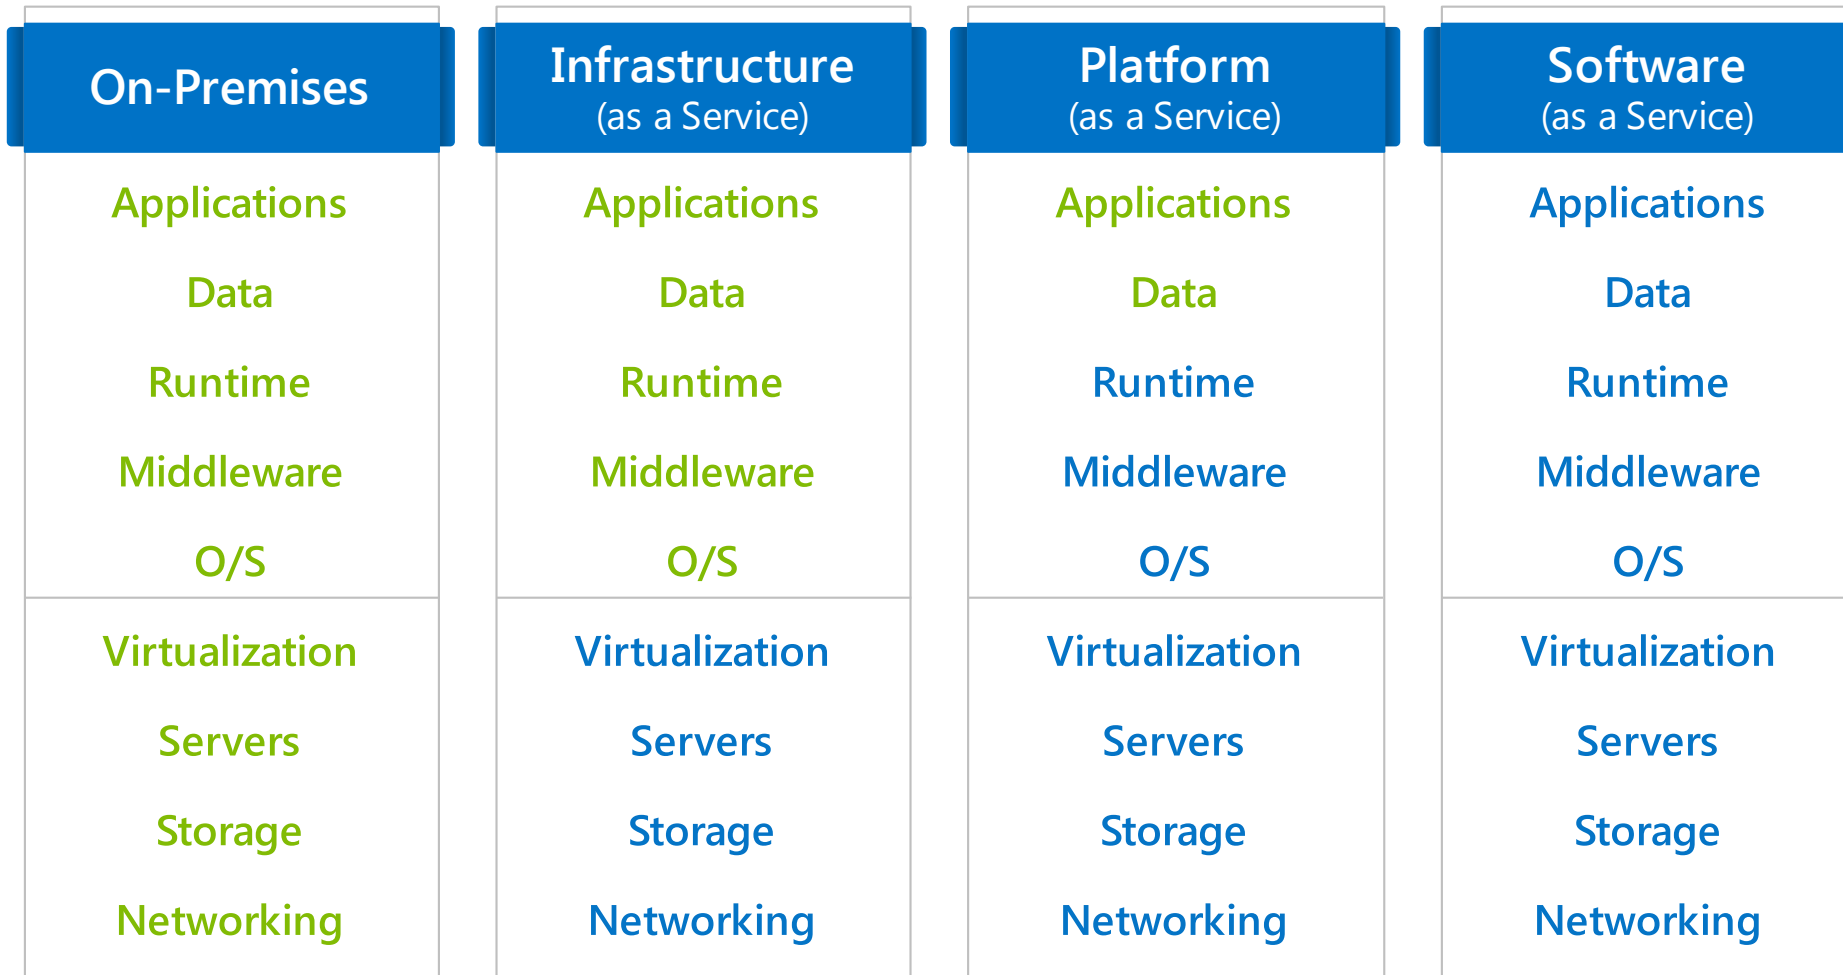 On-Premises
Applications
Data
Runtime
Middleware
O/S
Virtualization
Servers
Storage
Networking
Infrastructure
(as a Service)
Applications
Data
Runtime
Middleware
O/S
Virtualization
Servers
Storage
Networking
Platform
(as a Service)
Applications
Data
Runtime
Middleware
O/S
Virtualization
Servers
Storage
Networking
Software
(as a Service)
Applications
Data
Runtime
Middleware
O/S
Virtualization
Servers
Storage
Networking